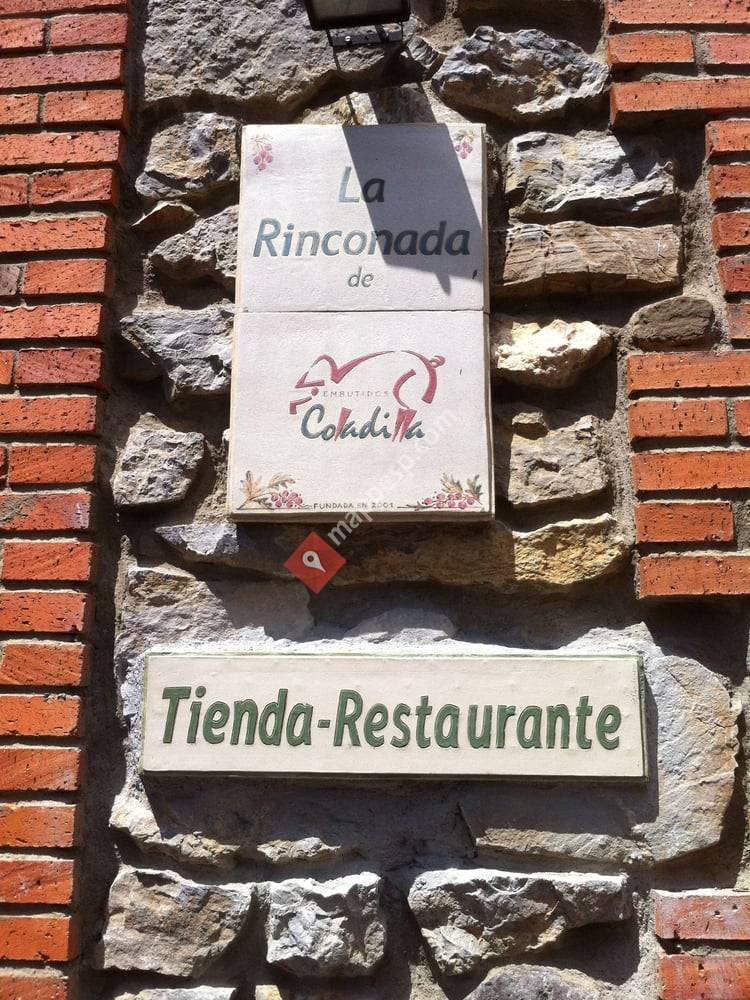 La
Rinconada
de
EMBUTIDOS
Coladilla
FUNDADA EN 2001
Tienda-Restaurante